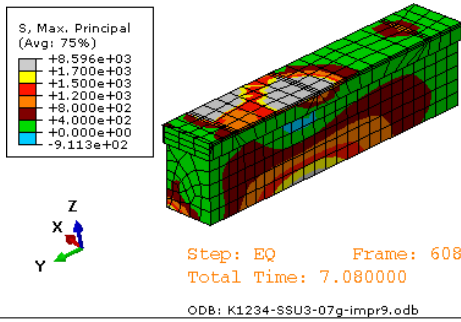 S, Max. Principal
(Avg: 75%)
+8.596e+03
+1.700e+03
+1.500e+03
+1.200e+03
+8.000e+02
+4.000e+02
+0.000e+00
-9.113e+02
Z
X
Y
Step: EQ Frame: 608
Total Time: 7.080000
ODB: K1234-SSU3-07g-impr9.odb